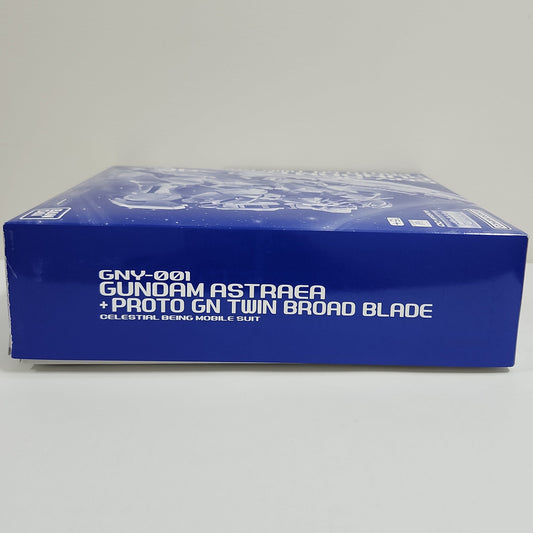 GNY-001
GUNDAM ASTRAEA
+ PROTO GN TWIN BROAD BLADE
CELESTIAL BEING MOBILE SUIT